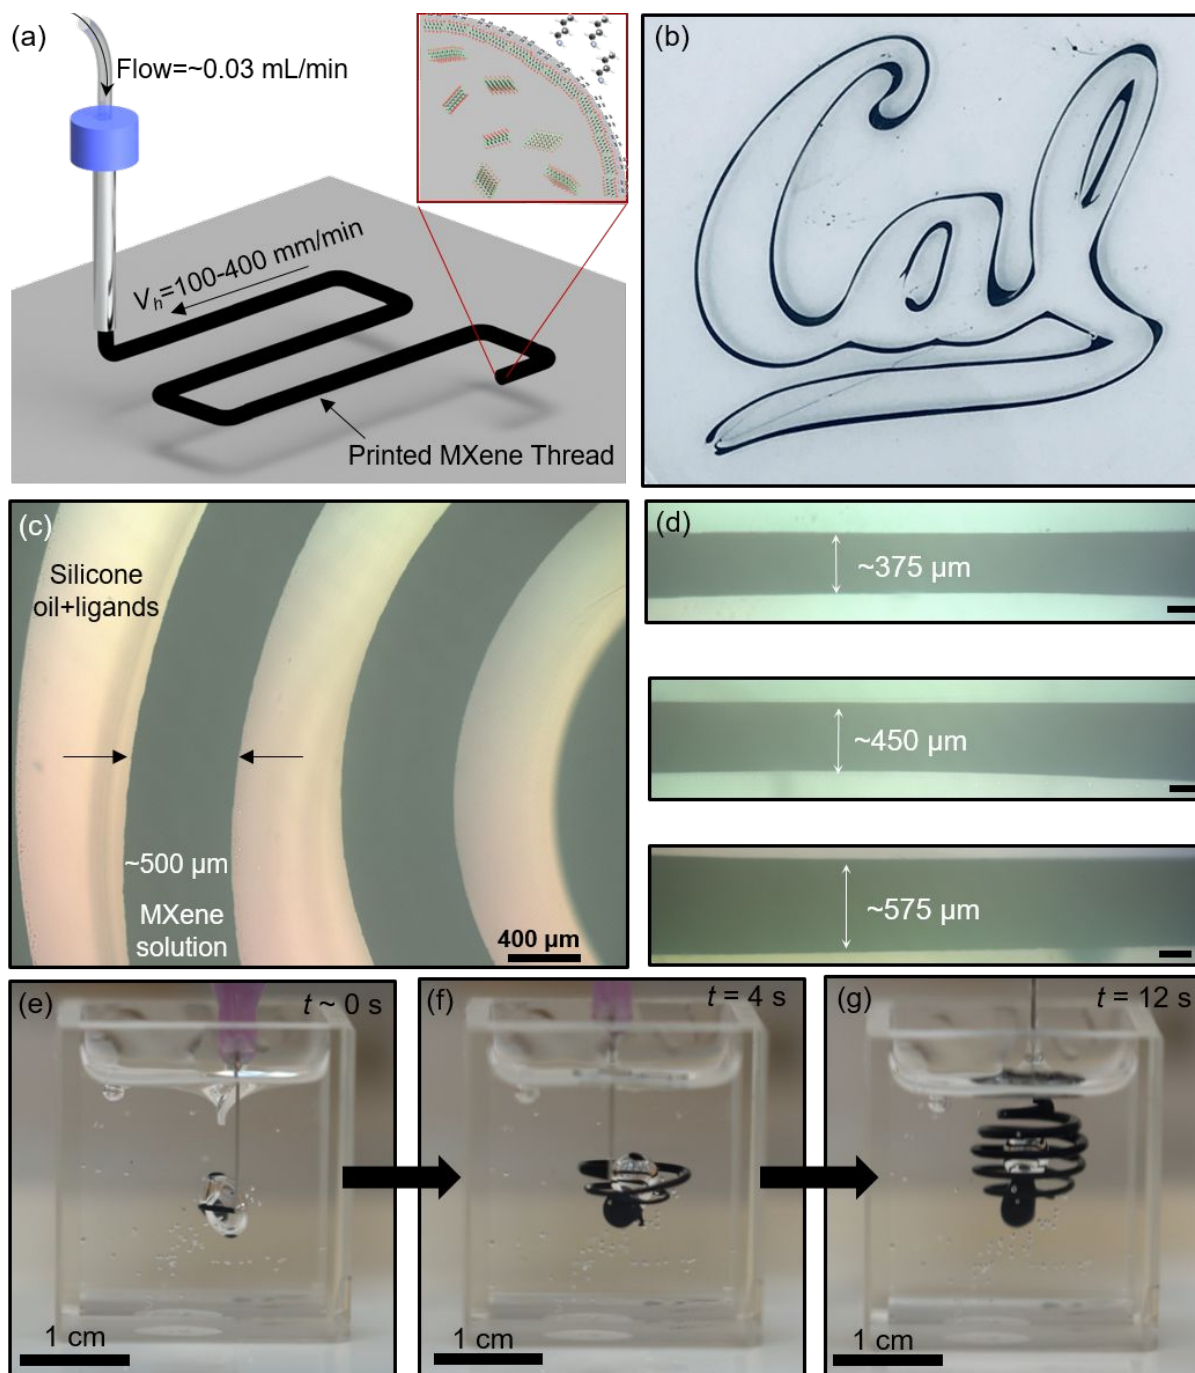 (a)
Flow=~0.03 mL/min
Vh=100-400 mm/min
Printed MXene Thread
(b)
Cal
(c)
Silicone
oil+ligands
~500 µm
MXene
solution
400 µm
(d)
~375 µm
~450 µm
~575 µm
(e)
t ~ 0 s
1 cm
(f)
t = 4 s
1 cm
(g)
t = 12 s
1 cm